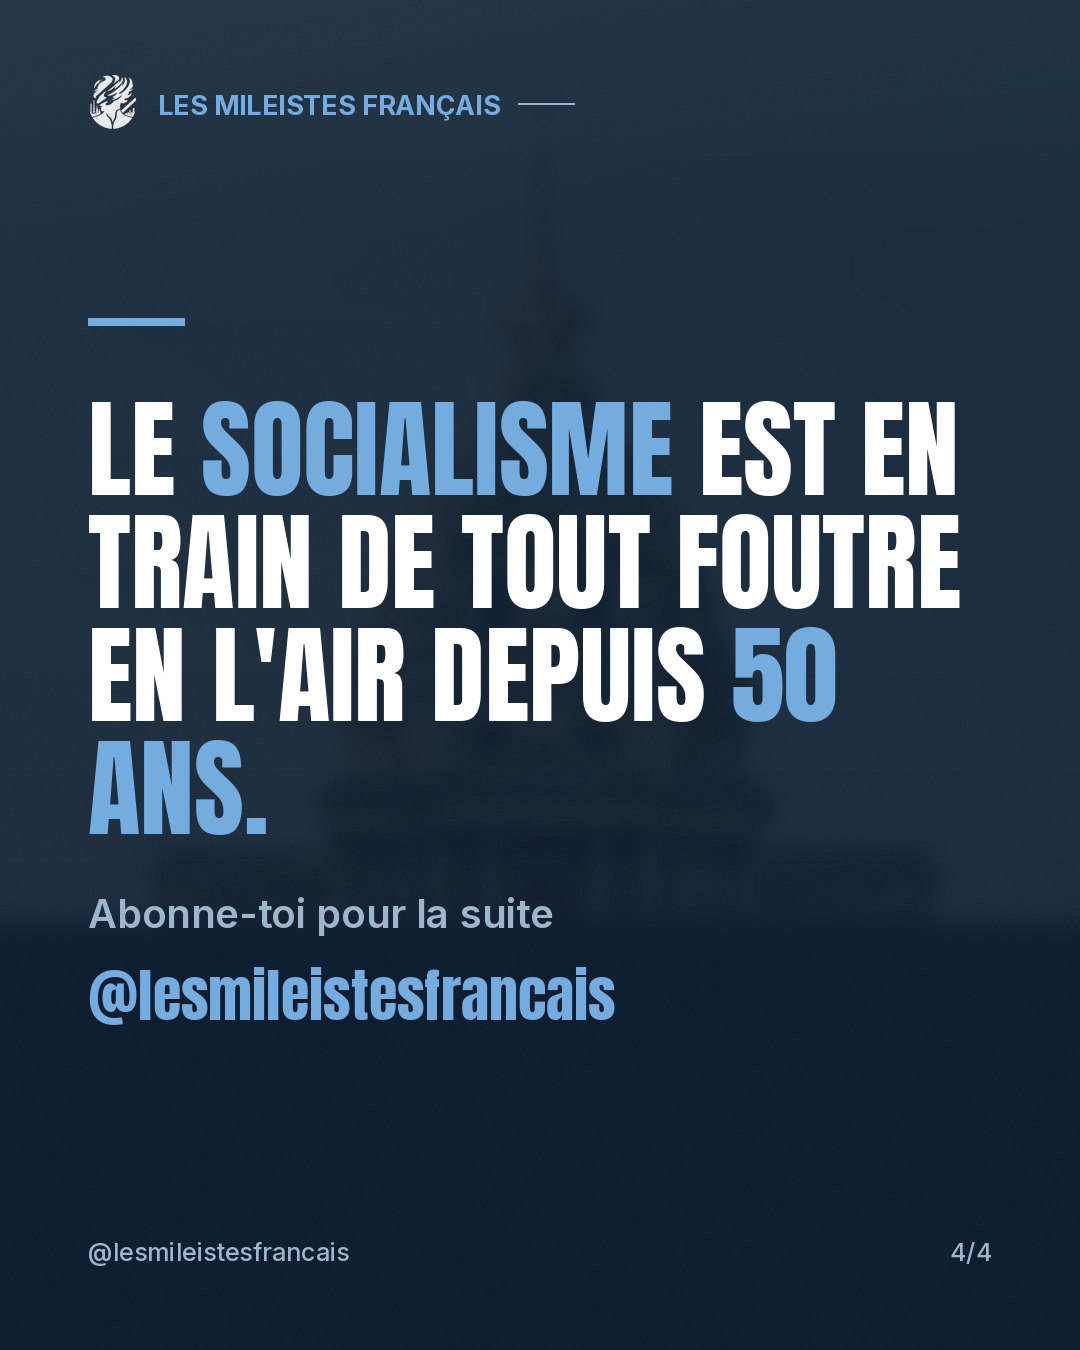 LES MILEISTES FRANÇAIS
LE SOCIALISME EST EN
TRAIN DE TOUT FOUTRE
EN L'AIR DEPUIS 50
ANS.
Abonne-toi pour la suite
@lesmileistesfrancais
@lesmileistesfrancais
4/4